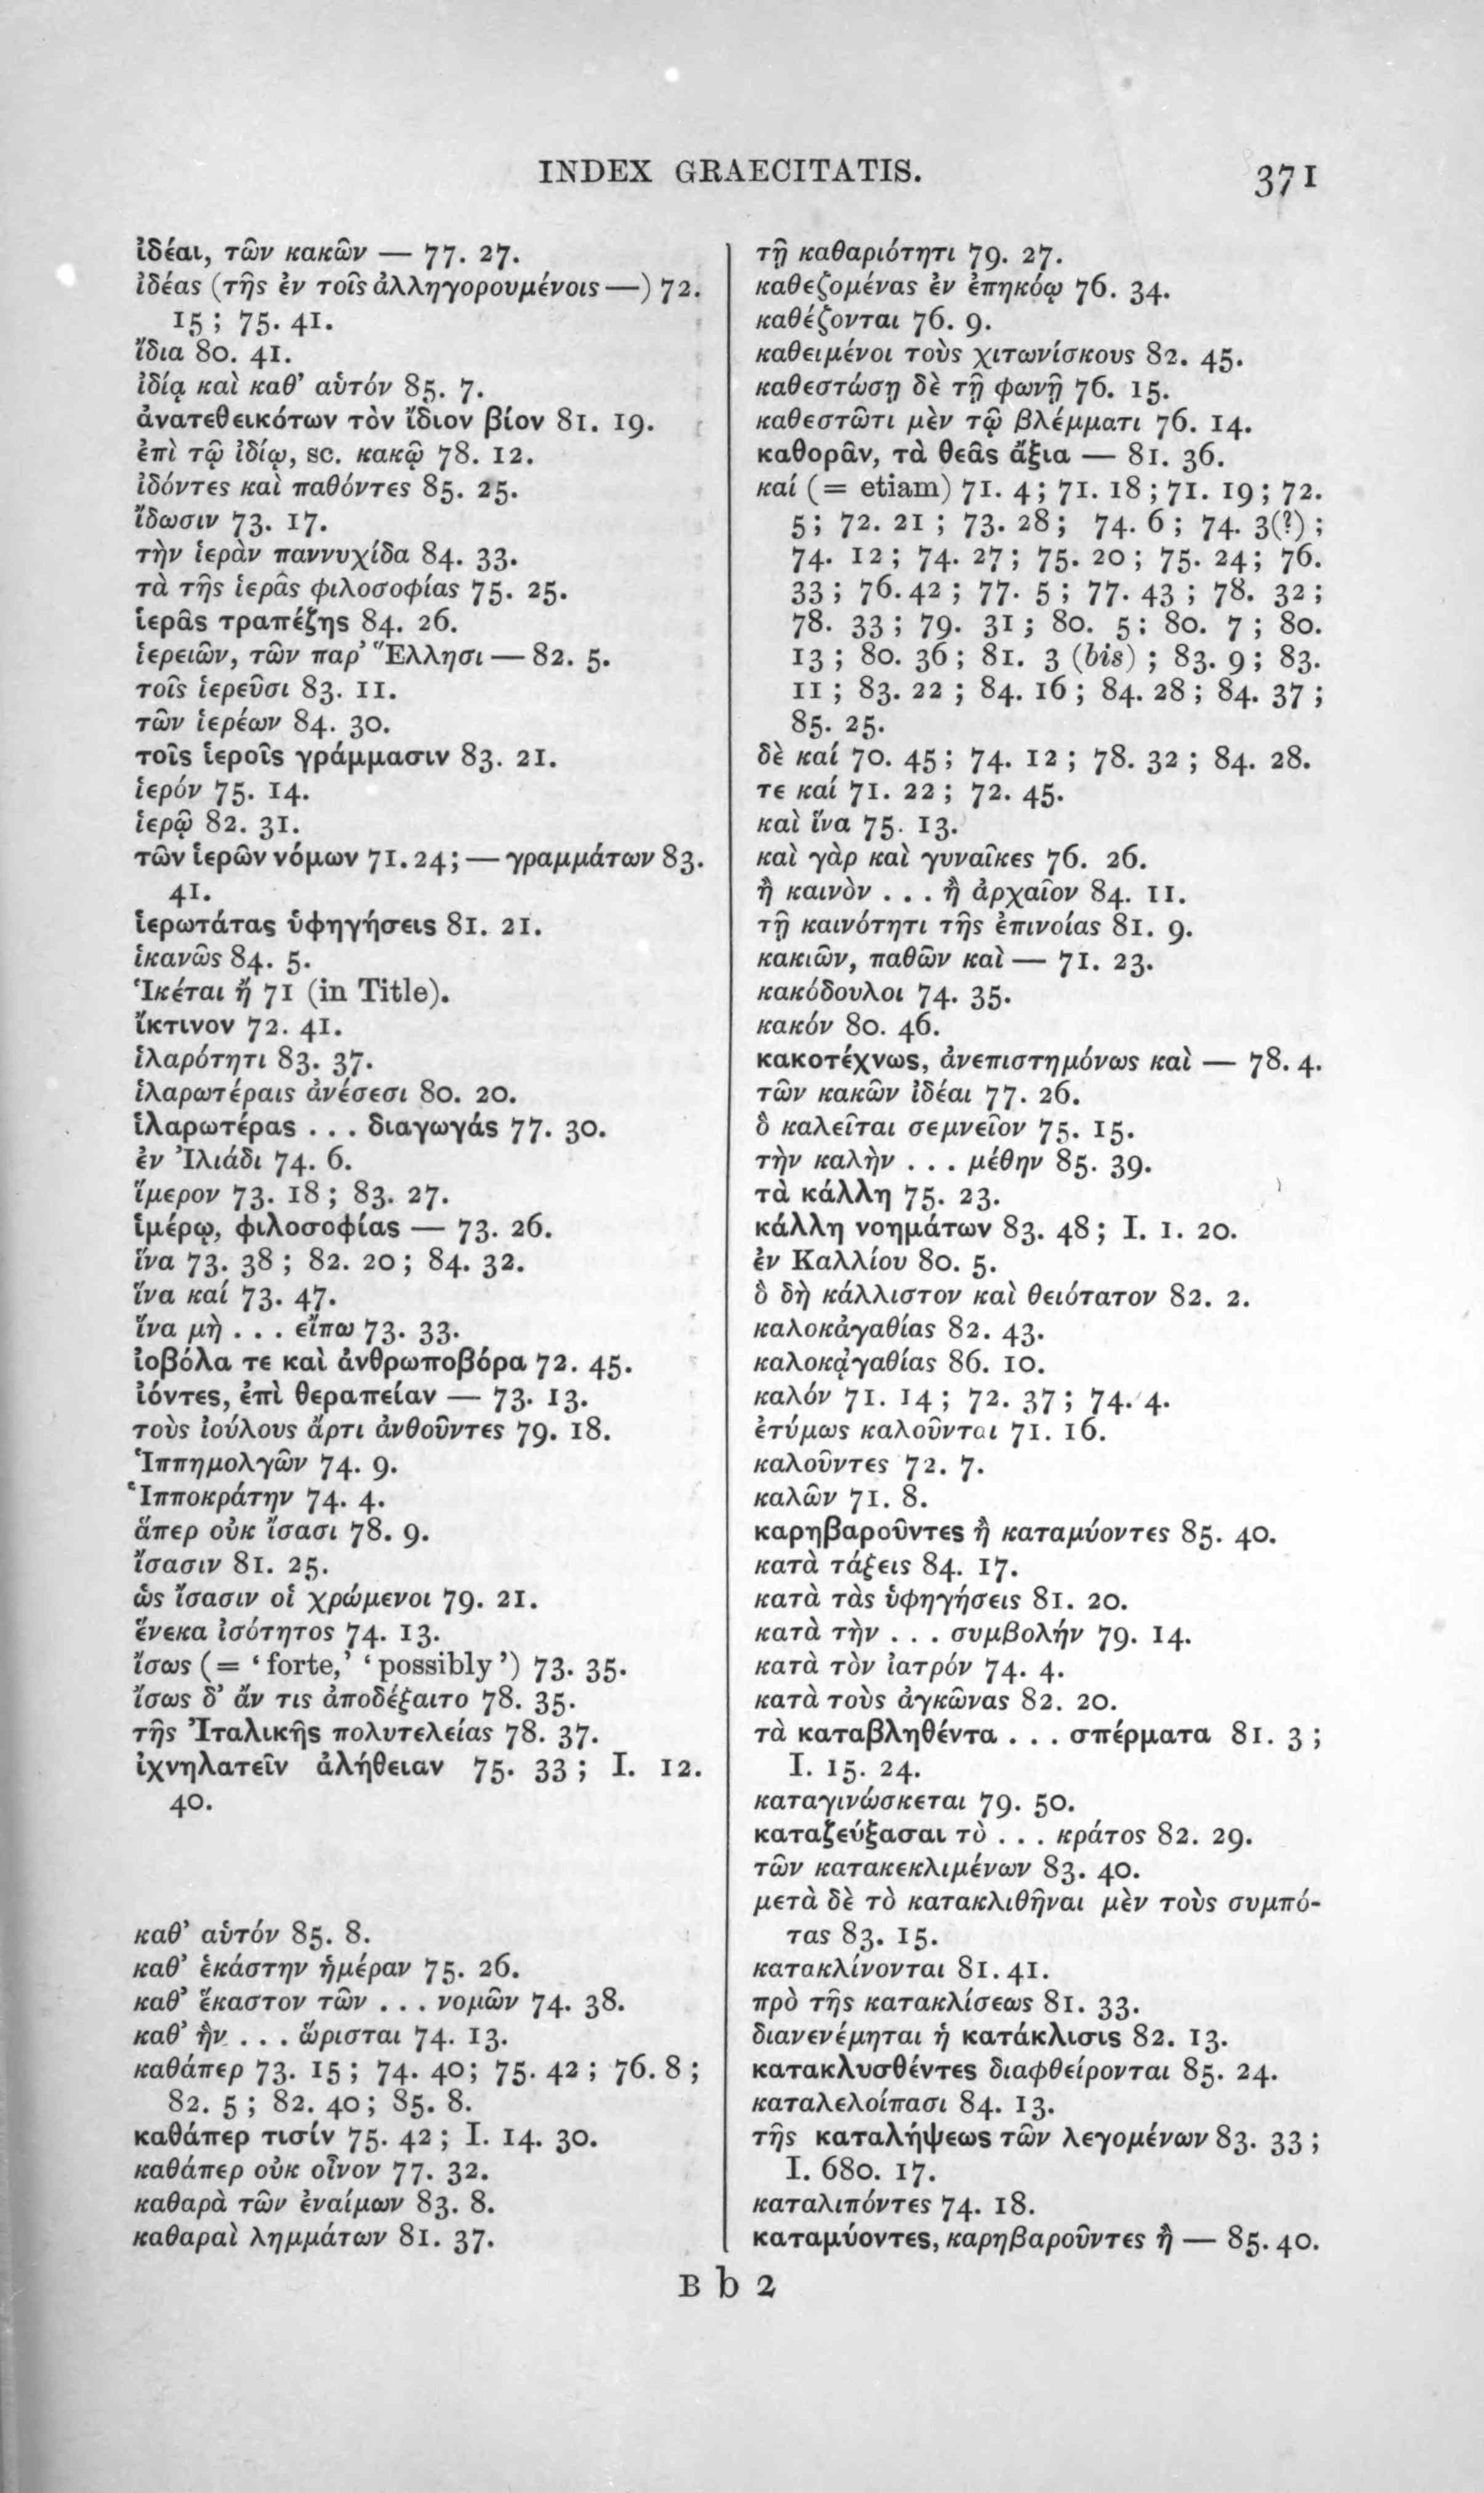 INDEX GRAECITATIS.
371
ἰδέαι, τῶν κακῶν — 77. 27.
ἰδέας (τῆς ἐν τοῖς ἀλληγορουμένοις —) 72.
15; 75. 41.
ἴδια 80. 41.
ἰδίᾳ καὶ καθ’ αὑτόν 85. 7.
ἀνατεθεικότων τὸν ἴδιον βίον 81. 19.
ἐπὶ τῷ ἰδίῳ, sc. κακῷ 78. 12.
ἰδόντες καὶ παθόντες 85. 25.
ἴδωσιν 73. 17.
τὴν ἱερὰν παννυχίδα 84. 33.
τὰ τῆς ἱερᾶς φιλοσοφίας 75. 25.
ἱερᾶς τραπέζης 84. 26.
ἱερειῶν, τῶν παρ’ Ἕλλησι — 82. 5.
τοῖς ἱερεῦσι 83. 11.
τῶν ἱερέων 84. 30.
τοῖς ἱεροῖς γράμμασιν 83. 21.
ἱερόν 75. 14.
ἱερῷ 82. 31.
τῶν ἱερῶν νόμων 71. 24; — γραμμάτων 83.
41.
ἱερωτάτας ὑφηγήσεις 81. 21.
ἱκανῶς 84. 5.
Ἱκέται ἤ 71 (in Title).
ἴκτινον 72. 41.
ἱλαρότητι 83. 37.
ἱλαρωτέραις ἀνέσεσι 80. 20.
ἱλαρωτέρας . . . διαγωγάς 77. 30.
ἐν Ἰλιάδι 74. 6.
ἵμερον 73. 18; 83. 27.
ἱμέρῳ, φιλοσοφίας — 73. 26.
ἵνα 73. 38; 82. 20; 84. 32.
ἵνα καί 73. 47.
ἵνα μὴ . . . εἴπω 73. 33.
ἰοβόλα τε καὶ ἀνθρωποβόρα 72. 45.
ἰόντες, ἐπὶ θεραπείαν — 73. 13.
τοὺς ἰούλους ἄρτι ἀνθοῦντες 79. 18.
Ἱππημολγῶν 74. 9.
Ἱπποκράτην 74. 4.
ἅπερ οὐκ ἴσασι 78. 9.
ἴσασιν 81. 25.
ὡς ἴσασιν οἱ χρώμενοι 79. 21.
ἕνεκα ἰσότητος 74. 13.
ἴσως (= ‘forte,’ ‘possibly’) 73. 35.
ἴσως δ’ ἄν τις ἀποδέξαιτο 78. 35.
τῆς Ἰταλικῆς πολυτελείας 78. 37.
ἰχνηλατεῖν ἀλήθειαν 75. 33; I. 12.
40.
καθ’ αὑτόν 85. 8.
καθ’ ἑκάστην ἡμέραν 75. 26.
καθ’ ἕκαστον τῶν . . . νομῶν 74. 38.
καθ’ ἣν . . . ὥρισται 74. 13.
καθάπερ 73. 15; 74. 40; 75. 42; 76. 8;
82. 5; 82. 40; 85. 8.
καθάπερ τισίν 75. 42; I. 14. 30.
καθάπερ οὐκ οἶνον 77. 32.
καθαρὰ τῶν ἐναίμων 83. 8.
καθαραὶ λημμάτων 81. 37.
τῇ καθαριότητι 79. 27.
καθεζομένας ἐν ἐπηκόῳ 76. 34.
καθέζονται 76. 9.
καθειμένοι τοὺς χιτωνίσκους 82. 45.
καθεστώσῃ δὲ τῇ φωνῇ 76. 15.
καθεστῶτι μὲν τῷ βλέμματι 76. 14.
καθορᾶν, τὰ θεᾶς ἄξια — 81. 36.
καί (= etiam) 71. 4; 71. 18; 71. 19; 72.
5; 72. 21; 73. 28; 74. 6; 74. 3(?);
74. 12; 74. 27; 75. 20; 75. 24; 76.
33; 76. 42; 77. 5; 77. 43; 78. 32;
78. 33; 79. 31; 80. 5: 80. 7; 80.
13; 80. 36; 81. 3 (bis); 83. 9; 83.
11; 83. 22; 84. 16; 84. 28; 84. 37;
85. 25.
δὲ καί 70. 45; 74. 12; 78. 32; 84. 28.
τε καί 71. 22; 72. 45.
καὶ ἵνα 75. 13.
καὶ γὰρ καὶ γυναῖκες 76. 26.
ἢ καινὸν . . . ἢ ἀρχαῖον 84. 11.
τῇ καινότητι τῆς ἐπινοίας 81. 9.
κακιῶν, παθῶν καὶ — 71. 23.
κακόδουλοι 74. 35.
κακόν 80. 46.
κακοτέχνως, ἀνεπιστημόνως καὶ — 78. 4.
τῶν κακῶν ἰδέαι 77. 26.
ὃ καλεῖται σεμνεῖον 75. 15.
τὴν καλὴν . . . μέθην 85. 39.
τὰ κάλλη 75. 23.
κάλλη νοημάτων 83. 48; I. 1. 20.
ἐν Καλλίου 80. 5.
ὃ δὴ κάλλιστον καὶ θειότατον 82. 2.
καλοκἀγαθίας 82. 43.
καλοκᾀγαθίας 86. 10.
καλόν 71. 14; 72. 37; 74. 4.
ἐτύμως καλοῦνται 71. 16.
καλοῦντες 72. 7.
καλῶν 71. 8.
καρηβαροῦντες ἢ καταμύοντες 85. 40.
κατὰ τάξεις 84. 17.
κατὰ τὰς ὑφηγήσεις 81. 20.
κατὰ τὴν . . . συμβολήν 79. 14.
κατὰ τὸν ἰατρόν 74. 4.
κατὰ τοὺς ἀγκῶνας 82. 20.
τὰ καταβληθέντα . . . σπέρματα 81. 3;
I. 15. 24.
καταγινώσκεται 79. 50.
καταζεύξασαι τὸ . . . κράτος 82. 29.
τῶν κατακεκλιμένων 83. 40.
μετὰ δὲ τὸ κατακλιθῆναι μὲν τοὺς συμπό-
τας 83. 15.
κατακλίνονται 81. 41.
πρὸ τῆς κατακλίσεως 81. 33.
διανενέμηται ἡ κατάκλισις 82. 13.
κατακλυσθέντες διαφθείρονται 85. 24.
καταλελοίπασι 84. 13.
τῆς καταλήψεως τῶν λεγομένων 83. 33;
I. 680. 17.
καταλιπόντες 74. 18.
καταμύοντες, καρηβαροῦντες ἢ — 85. 40.
B b 2